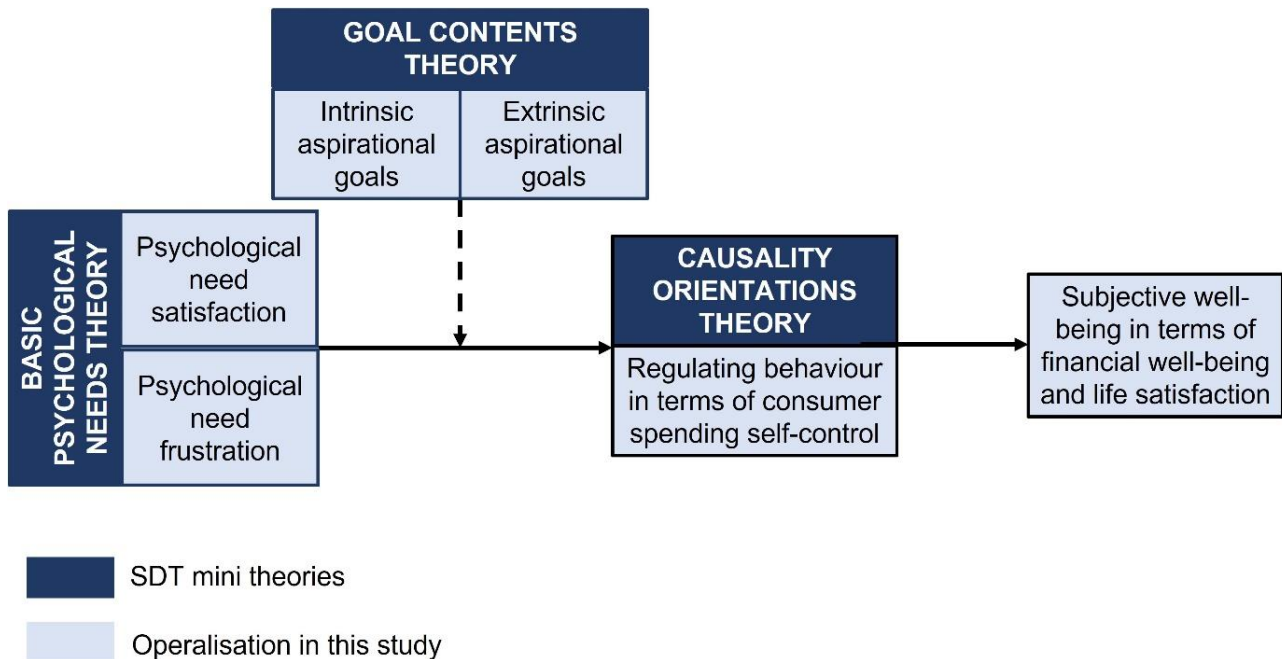 GOAL CONTENTS
THEORY
Intrinsic
aspirational
goals
Extrinsic
aspirational
goals
BASIC
PSYCHOLOGICAL
NEEDS THEORY
Psychological
need
satisfaction
Psychological
need
frustration
CAUSALITY
ORIENTATIONS
THEORY
Regulating behaviour
in terms of consumer
spending self-control
Subjective well-
being in terms of
financial well-being
and life satisfaction
SDT mini theories
Operalisation in this study